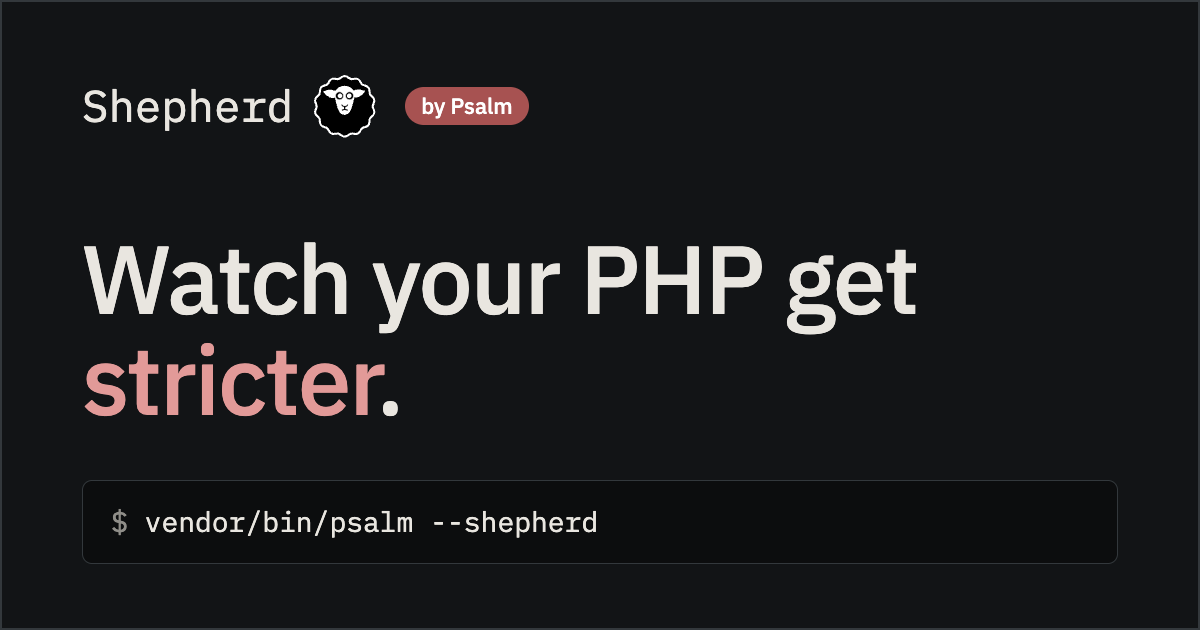 Shepherd by Psalm
Watch your PHP get
stricter.
$ vendor/bin/psalm --shepherd